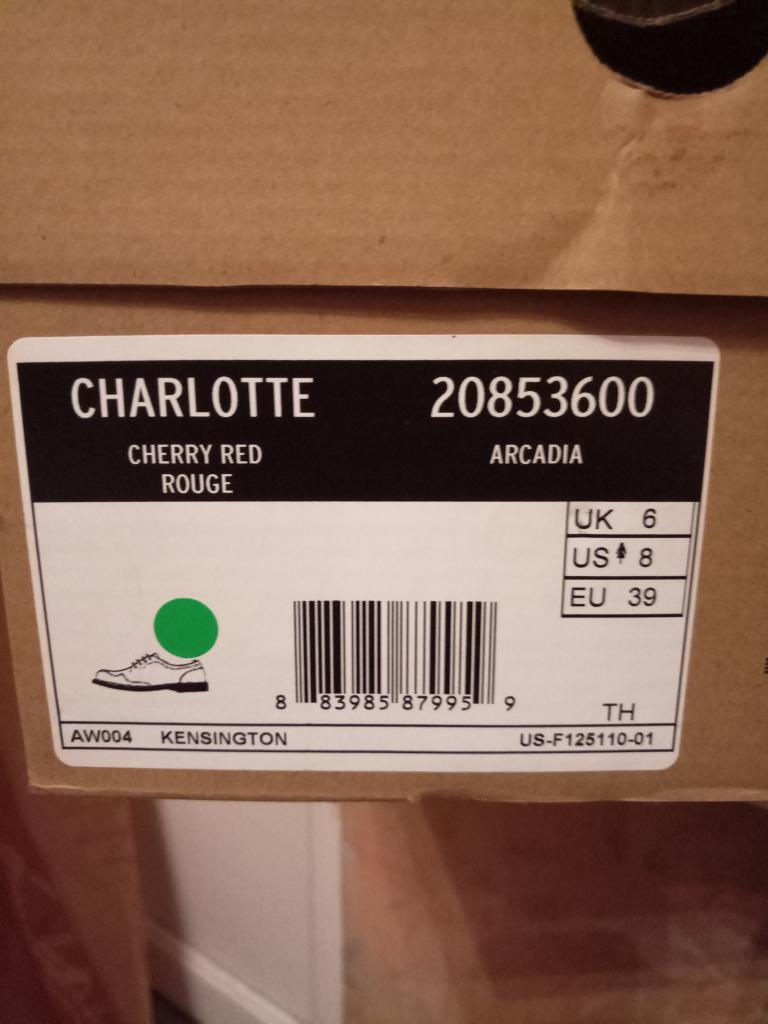 CHARLOTTE 20853600
CHERRY RED ARCADIA
ROUGE
UK 6
US 8
EU 39
8 83985 87995 9
TH
AW004 KENSINGTON US-F125110-01